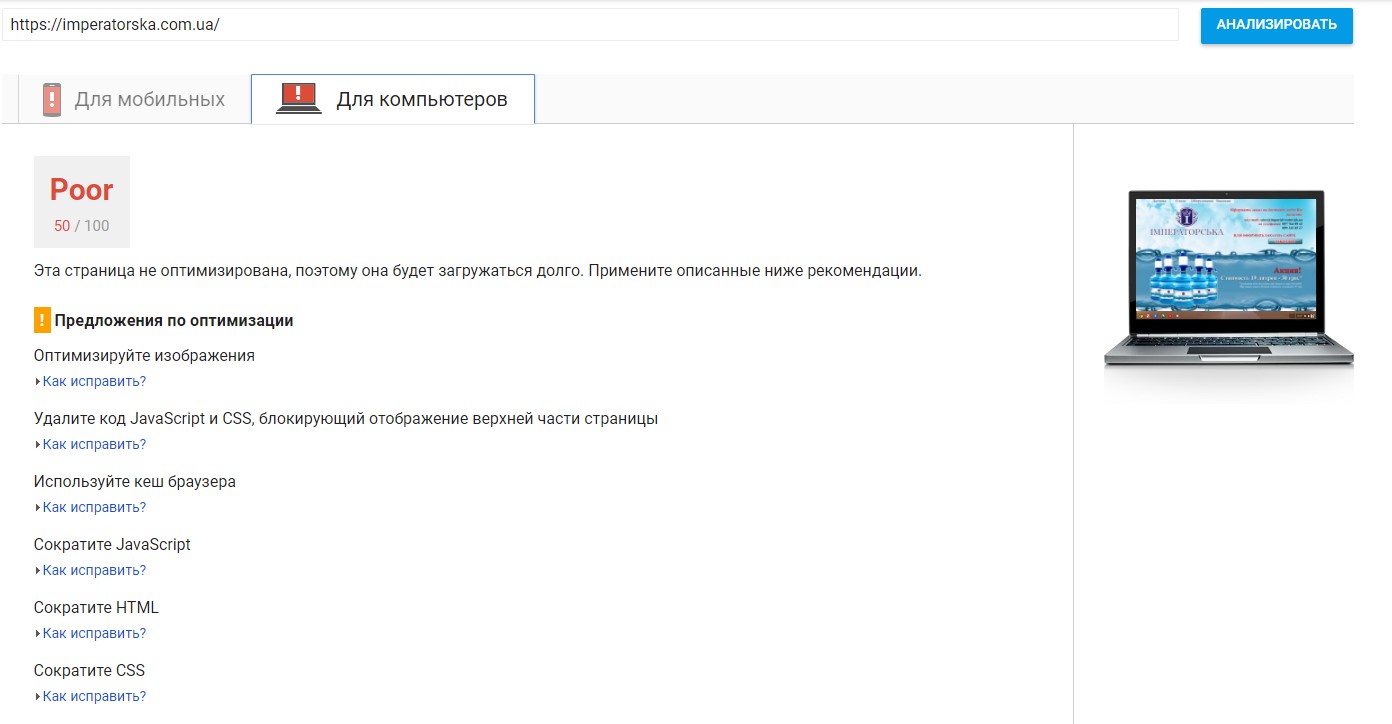 https://imperatorska.com.ua/
АНАЛИЗИРОВАТЬ
Для мобильных
Для компьютеров
Poor
50 / 100
Эта страница не оптимизирована, поэтому она будет загружаться долго. Примените описанные ниже рекомендации.
! Предложения по оптимизации
Оптимизируйте изображения
Как исправить?
Удалите код JavaScript и CSS, блокирующий отображение верхней части страницы
Как исправить?
Используйте кеш браузера
Как исправить?
Сократите JavaScript
Как исправить?
Сократите HTML
Как исправить?
Сократите CSS
Как исправить?
ІМПЕРАТОРСЬКА
Акция!